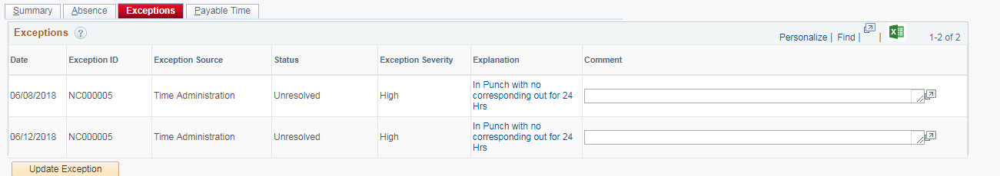 Summary Absence Exceptions Payable Time
Exceptions ?
Personalize | Find | | 1-2 of 2
Date Exception ID Exception Source Status Exception Severity Explanation Comment
06/08/2018 NC000005 Time Administration Unresolved High In Punch with no
corresponding out for 24
Hrs
06/12/2018 NC000005 Time Administration Unresolved High In Punch with no
corresponding out for 24
Hrs
Update Exception